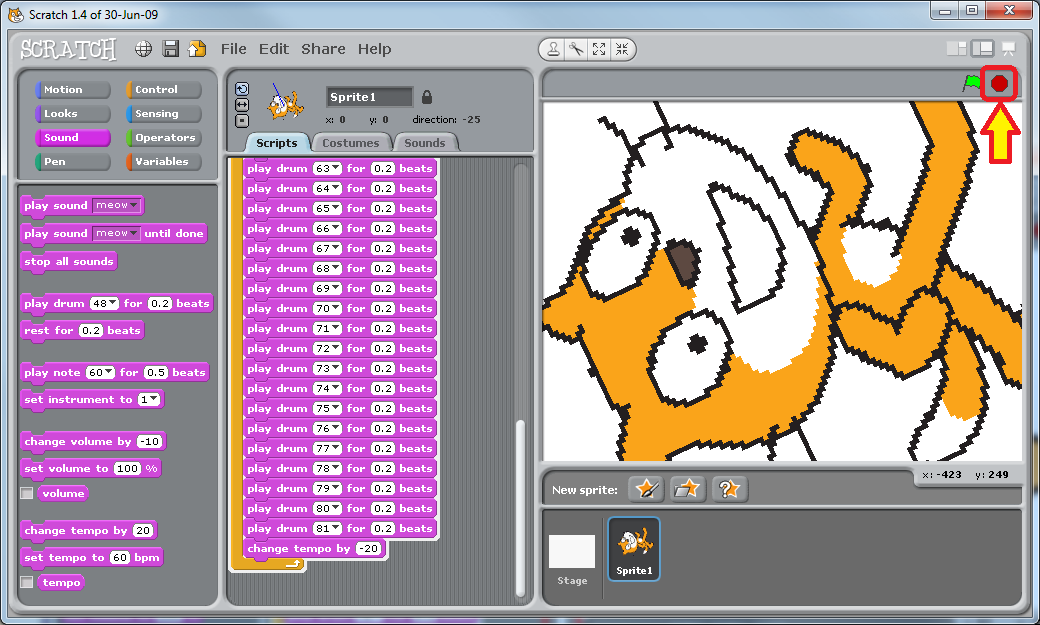 Scratch 1.4 of 30-Jun-09
SCRATCH
File Edit Share Help
Motion Control
Looks Sensing
Sound Operators
Pen Variables
Sprite1
x: 0 y: 0 direction: -25
Scripts Costumes Sounds
play sound meow
play sound meow until done
stop all sounds
play drum 48 for 0.2 beats
rest for 0.2 beats
play note 60 for 0.5 beats
set instrument to 1
change volume by -10
set volume to 100 %
volume
change tempo by 20
set tempo to 60 bpm
tempo
play drum 63 for 0.2 beats
play drum 64 for 0.2 beats
play drum 65 for 0.2 beats
play drum 66 for 0.2 beats
play drum 67 for 0.2 beats
play drum 68 for 0.2 beats
play drum 69 for 0.2 beats
play drum 70 for 0.2 beats
play drum 71 for 0.2 beats
play drum 72 for 0.2 beats
play drum 73 for 0.2 beats
play drum 74 for 0.2 beats
play drum 75 for 0.2 beats
play drum 76 for 0.2 beats
play drum 77 for 0.2 beats
play drum 78 for 0.2 beats
play drum 79 for 0.2 beats
play drum 80 for 0.2 beats
play drum 81 for 0.2 beats
change tempo by -20
x: -423 y: 249
New sprite:
Stage
Sprite1